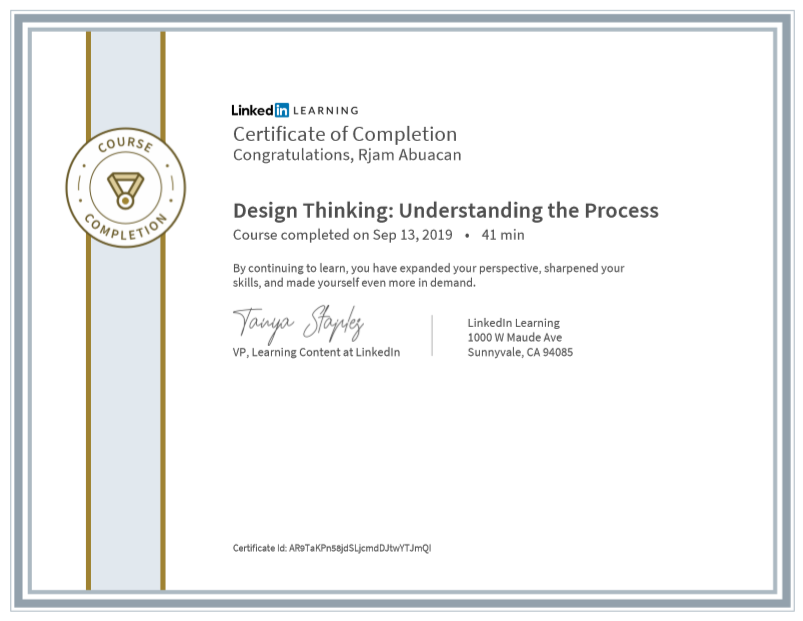 Linked in LEARNING
Certificate of Completion
Congratulations, Rjam Abuacan
COURSE
COMPLETION
Design Thinking: Understanding the Process
Course completed on Sep 13, 2019 • 41 min
By continuing to learn, you have expanded your perspective, sharpened your
skills, and made yourself even more in demand.
Tanya Staples
VP, Learning Content at LinkedIn
LinkedIn Learning
1000 W Maude Ave
Sunnyvale, CA 94085
Certificate Id: AR9TaKPn58jdSLjcmdDJtwYTJmQI